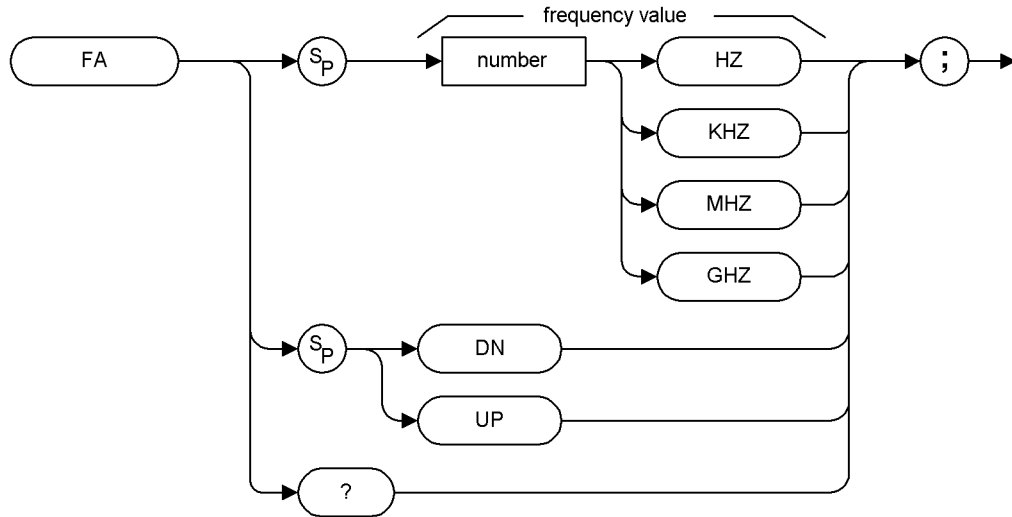 frequency value
FA
SP
number
HZ
;
KHZ
MHZ
GHZ
SP
DN
UP
?